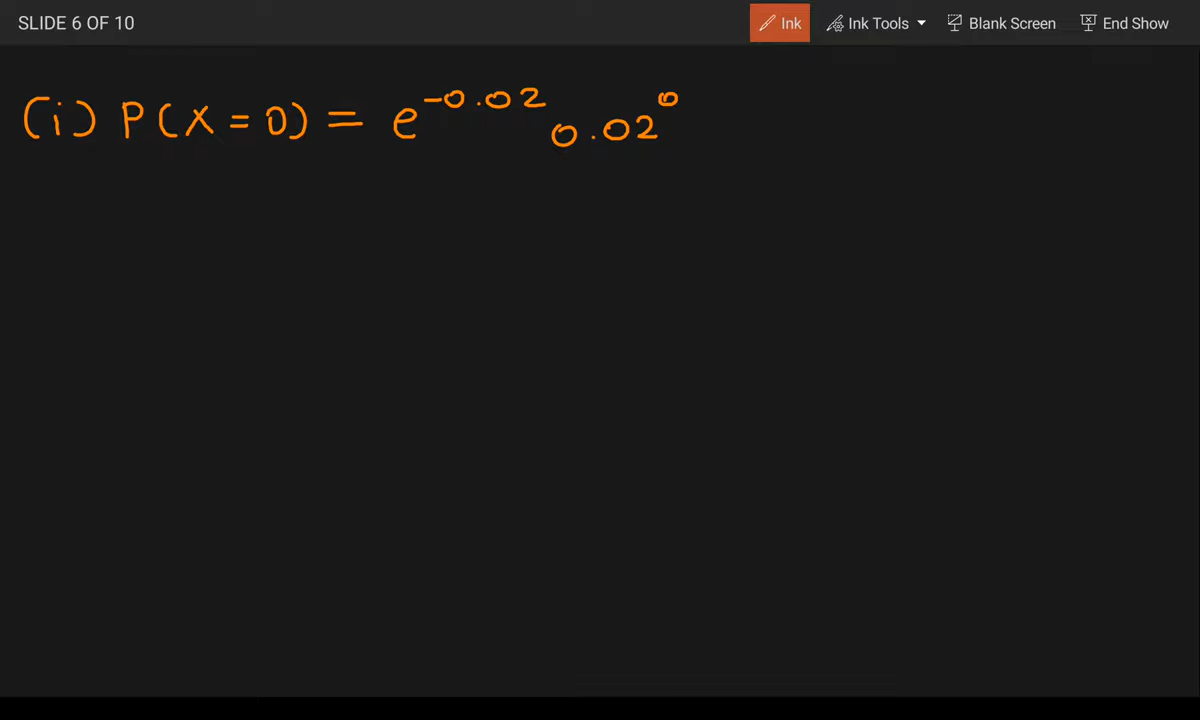 SLIDE 6 OF 10 Ink Ink Tools Blank Screen End Show
(i) P(X = 0) = e^{-0.02} 0.02^{0}